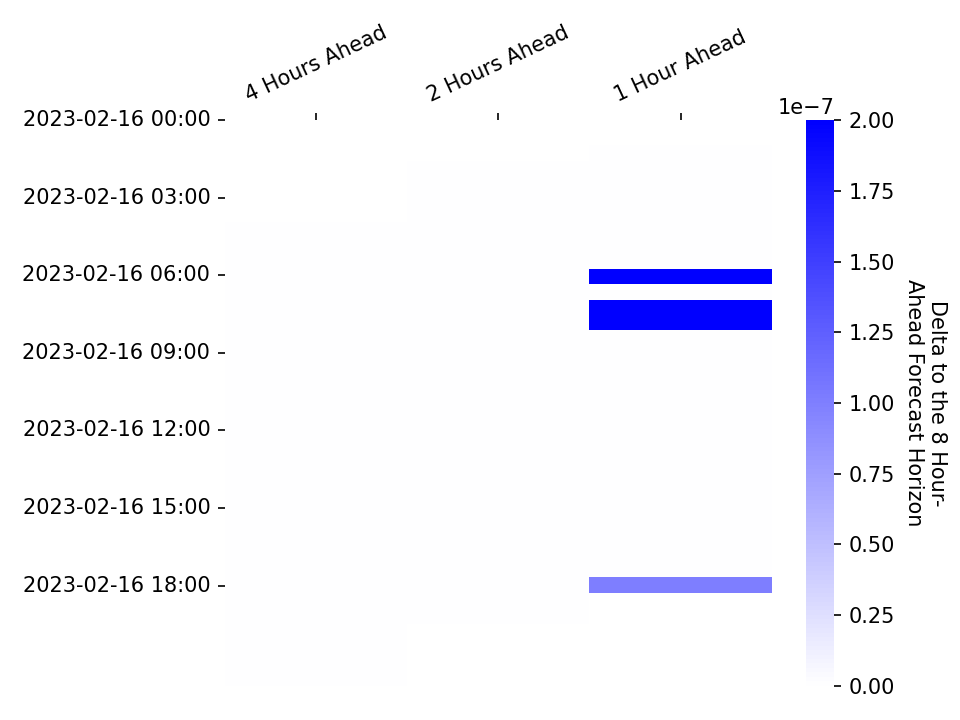 4 Hours Ahead
2 Hours Ahead
1 Hour Ahead
2023-02-16 00:00
2023-02-16 03:00
2023-02-16 06:00
2023-02-16 09:00
2023-02-16 12:00
2023-02-16 15:00
2023-02-16 18:00
1e−7
2.00
1.75
1.50
1.25
1.00
0.75
0.50
0.25
0.00
Delta to the 8 Hour-
Ahead Forecast Horizon